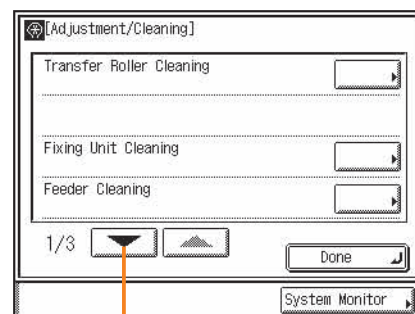 [Adjustment/Cleaning]
Transfer Roller Cleaning
Fixing Unit Cleaning
Feeder Cleaning
1/3
Done
System Monitor